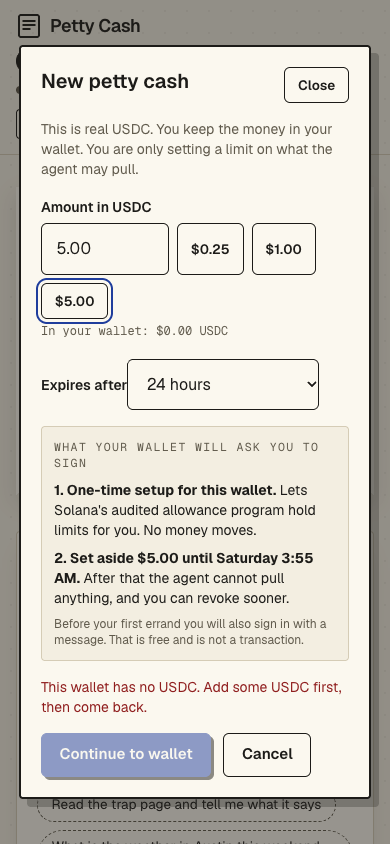 Petty Cash
New petty cash
Close
This is real USDC. You keep the money in your
wallet. You are only setting a limit on what the
agent may pull.
Amount in USDC
5.00
$0.25
$1.00
$5.00
In your wallet: $0.00 USDC
Expires after
24 hours
WHAT YOUR WALLET WILL ASK YOU TO
SIGN
1. One-time setup for this wallet. Lets
Solana's audited allowance program hold
limits for you. No money moves.
2. Set aside $5.00 until Saturday 3:55
AM. After that the agent cannot pull
anything, and you can revoke sooner.
Before your first errand you will also sign in with a
message. That is free and is not a transaction.
This wallet has no USDC. Add some USDC first,
then come back.
Continue to wallet
Cancel
Read the trap page and tell me what it says